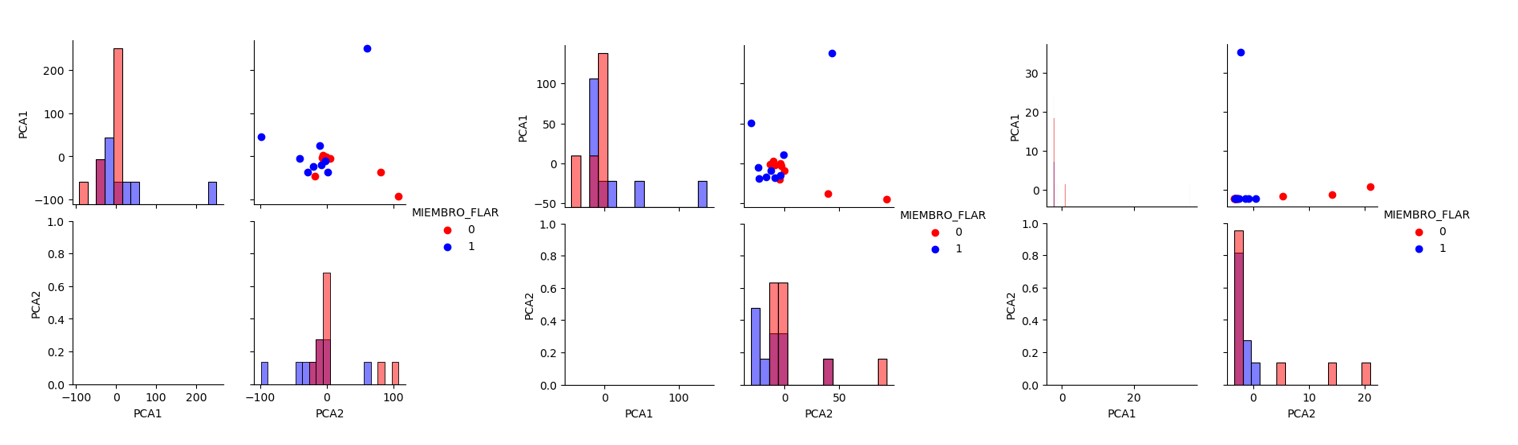 200
100
0
−100
PCA1
100
50
0
−50
PCA1
30
20
10
0
PCA1
MIEMBRO_FLAR
0
1
MIEMBRO_FLAR
0
1
MIEMBRO_FLAR
0
1
1.0
0.8
0.6
0.4
0.2
0.0
PCA2
−100 0 100 200
PCA1
−100 0 100
PCA2
1.0
0.8
0.6
0.4
0.2
0.0
PCA2
0 100
PCA1
0 50
PCA2
1.0
0.8
0.6
0.4
0.2
0.0
PCA2
0 20
PCA1
0 10 20
PCA2